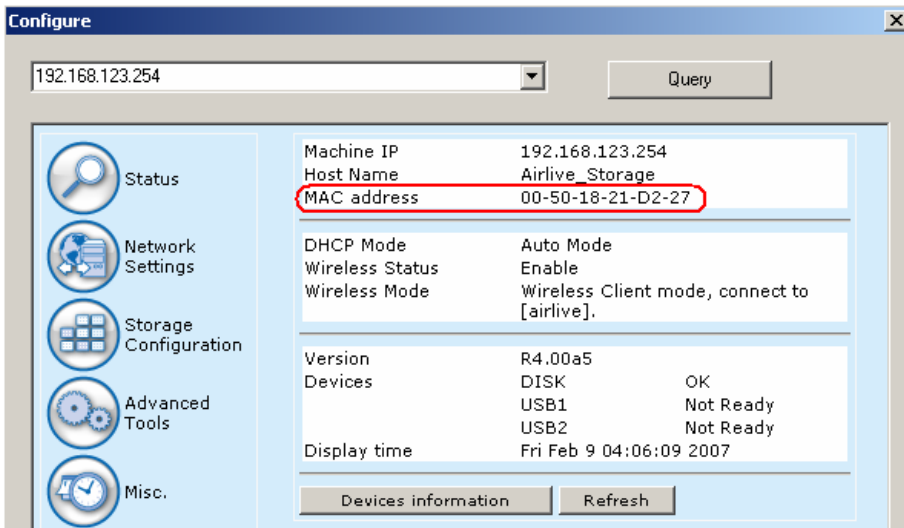 Configure
192.168.123.254
Query
Status
Network
Settings
Storage
Configuration
Advanced
Tools
Misc.
Machine IP 192.168.123.254
Host Name Airlive_Storage
MAC address 00-50-18-21-D2-27
DHCP Mode Auto Mode
Wireless Status Enable
Wireless Mode Wireless Client mode, connect to
[airlive].
Version R4.00a5
Devices DISK OK
USB1 Not Ready
USB2 Not Ready
Display time Fri Feb 9 04:06:09 2007
Devices information Refresh